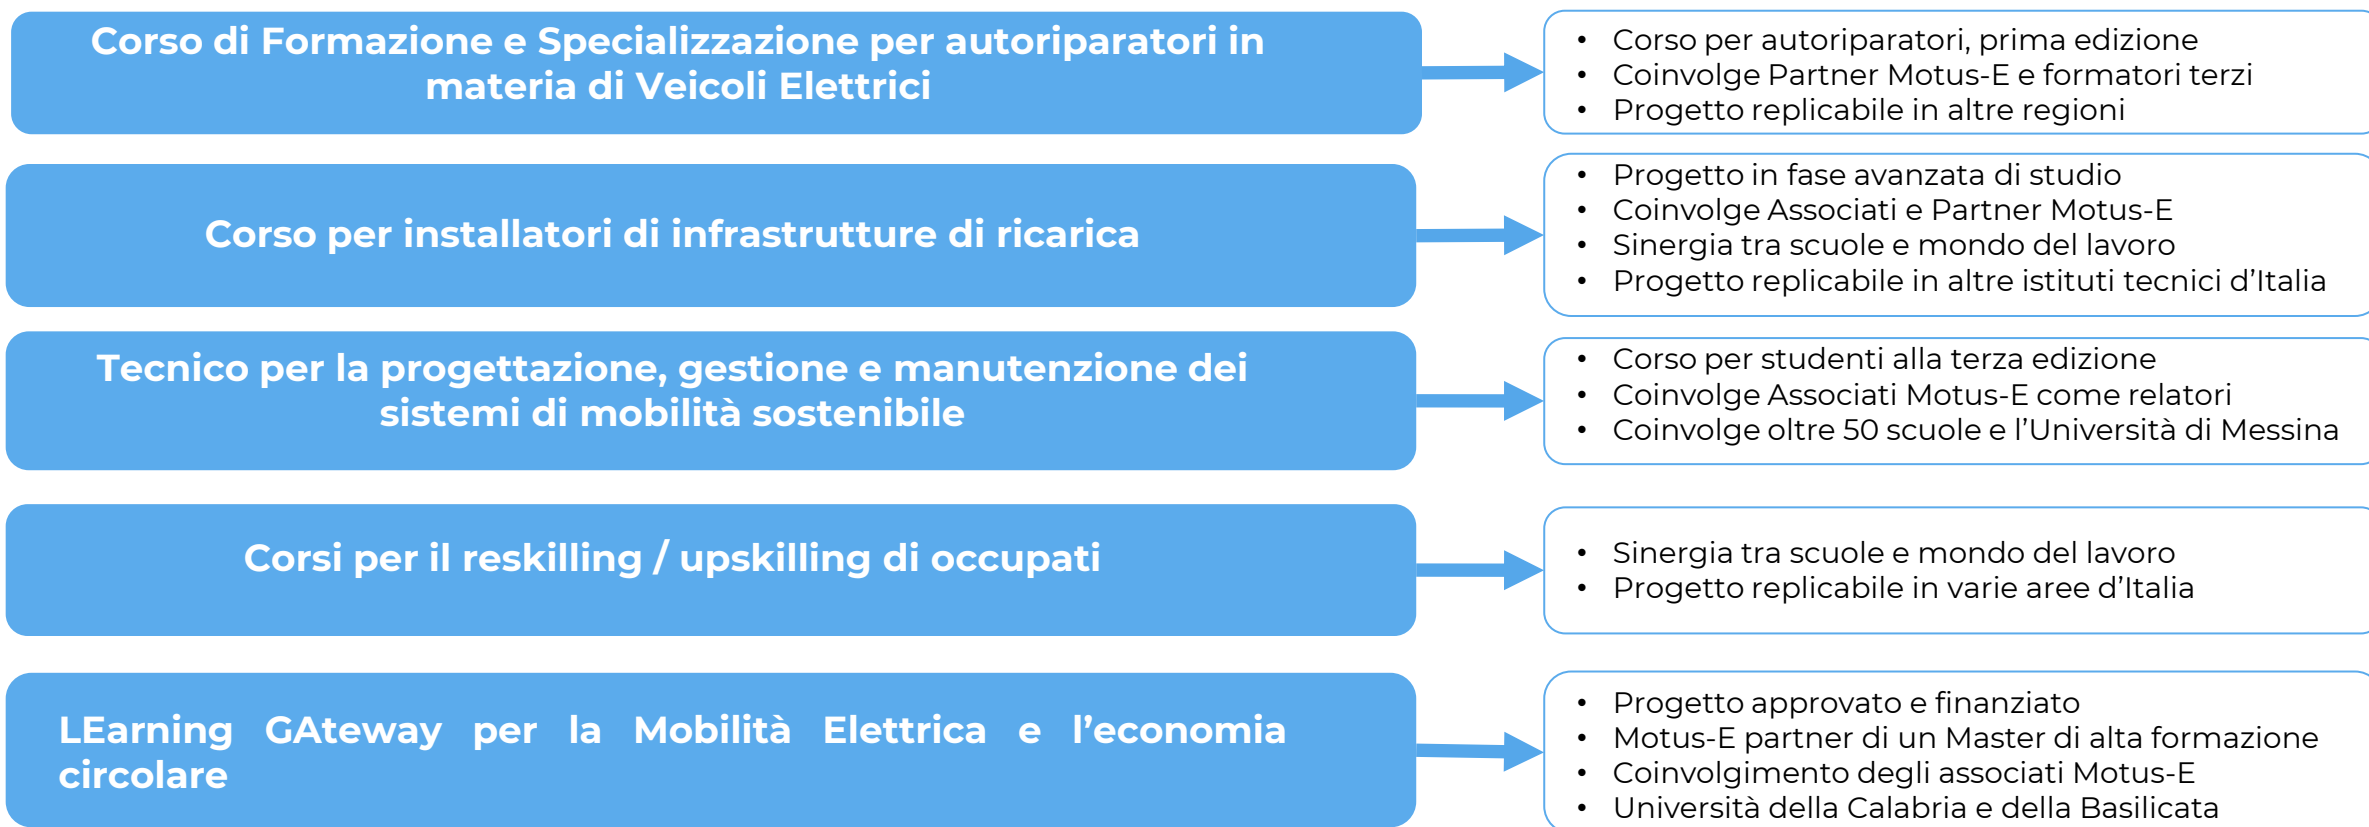 Corso di Formazione e Specializzazione per autoriparatori in
materia di Veicoli Elettrici
• Corso per autoriparatori, prima edizione
• Coinvolge Partner Motus-E e formatori terzi
• Progetto replicabile in altre regioni
Corso per installatori di infrastrutture di ricarica
• Progetto in fase avanzata di studio
• Coinvolge Associati e Partner Motus-E
• Sinergia tra scuole e mondo del lavoro
• Progetto replicabile in altre istituti tecnici d’Italia
Tecnico per la progettazione, gestione e manutenzione dei
sistemi di mobilità sostenibile
• Corso per studenti alla terza edizione
• Coinvolge Associati Motus-E come relatori
• Coinvolge oltre 50 scuole e l’Università di Messina
Corsi per il reskilling / upskilling di occupati
• Sinergia tra scuole e mondo del lavoro
• Progetto replicabile in varie aree d’Italia
LEarning GAteway per la Mobilità Elettrica e l’economia
circolare
• Progetto approvato e finanziato
• Motus-E partner di un Master di alta formazione
• Coinvolgimento degli associati Motus-E
• Università della Calabria e della Basilicata